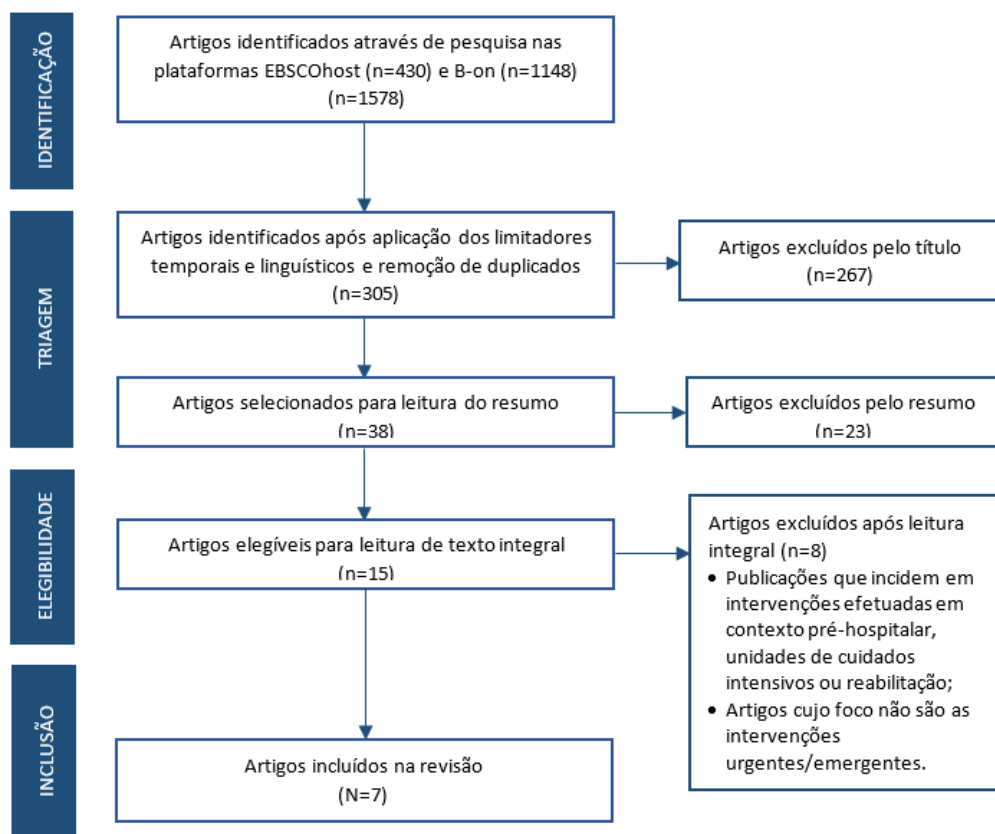 IDENTIFICAÇÃO
Artigos identificados através de pesquisa nas
plataformas EBSCOhost (n=430) e B-on (n=1148)
(n=1578)
TRIAGEM
Artigos identificados após aplicação dos limitadores
temporais e linguísticos e remoção de duplicados
(n=305)
Artigos excluídos pelo título
(n=267)
Artigos selecionados para leitura do resumo
(n=38)
Artigos excluídos pelo resumo
(n=23)
ELEGIBILIDADE
Artigos elegíveis para leitura de texto integral
(n=15)
Artigos excluídos após leitura
integral (n=8)
• Publicações que incidem em
intervenções efetuadas em
contexto pré-hospitalar,
unidades de cuidados
intensivos ou reabilitação;
• Artigos cujo foco não são as
intervenções
urgentes/emergentes.
INCLUSÃO
Artigos incluídos na revisão
(N=7)